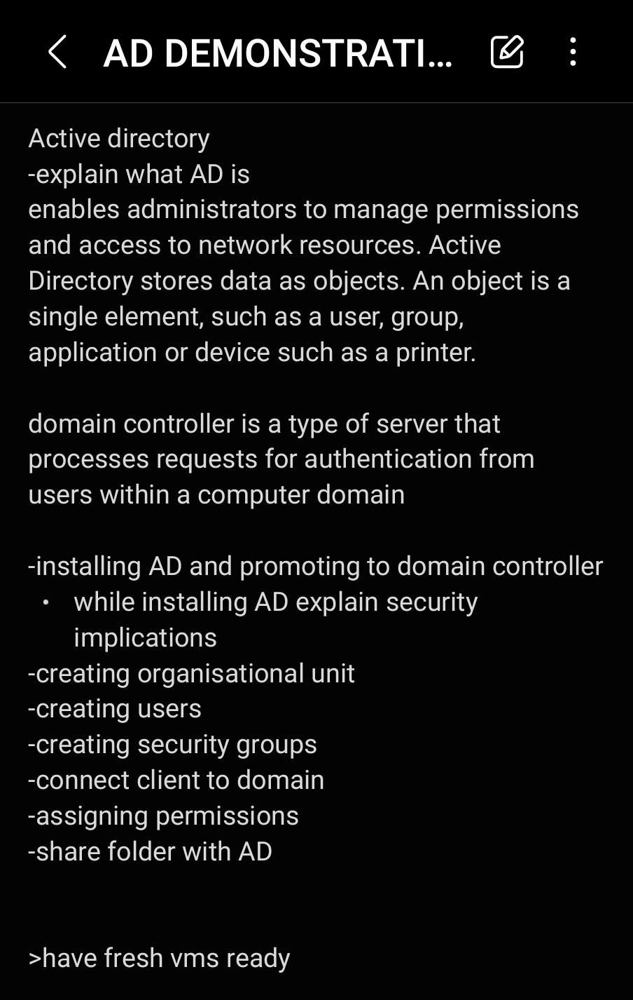 AD DEMONSTRATI...
Active directory
-explain what AD is
enables administrators to manage permissions
and access to network resources. Active
Directory stores data as objects. An object is a
single element, such as a user, group,
application or device such as a printer.
domain controller is a type of server that
processes requests for authentication from
users within a computer domain
-installing AD and promoting to domain controller
• while installing AD explain security
implications
-creating organisational unit
-creating users
-creating security groups
-connect client to domain
-assigning permissions
-share folder with AD
>have fresh vms ready